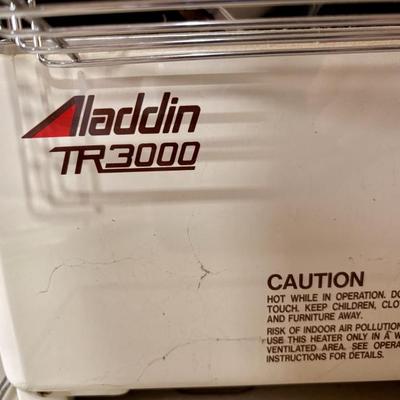 Aladdin
TR3000
CAUTION
HOT WHILE IN OPERATION.
TOUCH. KEEP CHILDREN,
AND FURNITURE AWAY.
RISK OF INDOOR AIR
USE THIS HEATER ONLY IN A
VENTILATED AREA. SEE
INSTRUCTIONS FOR DETAILS.